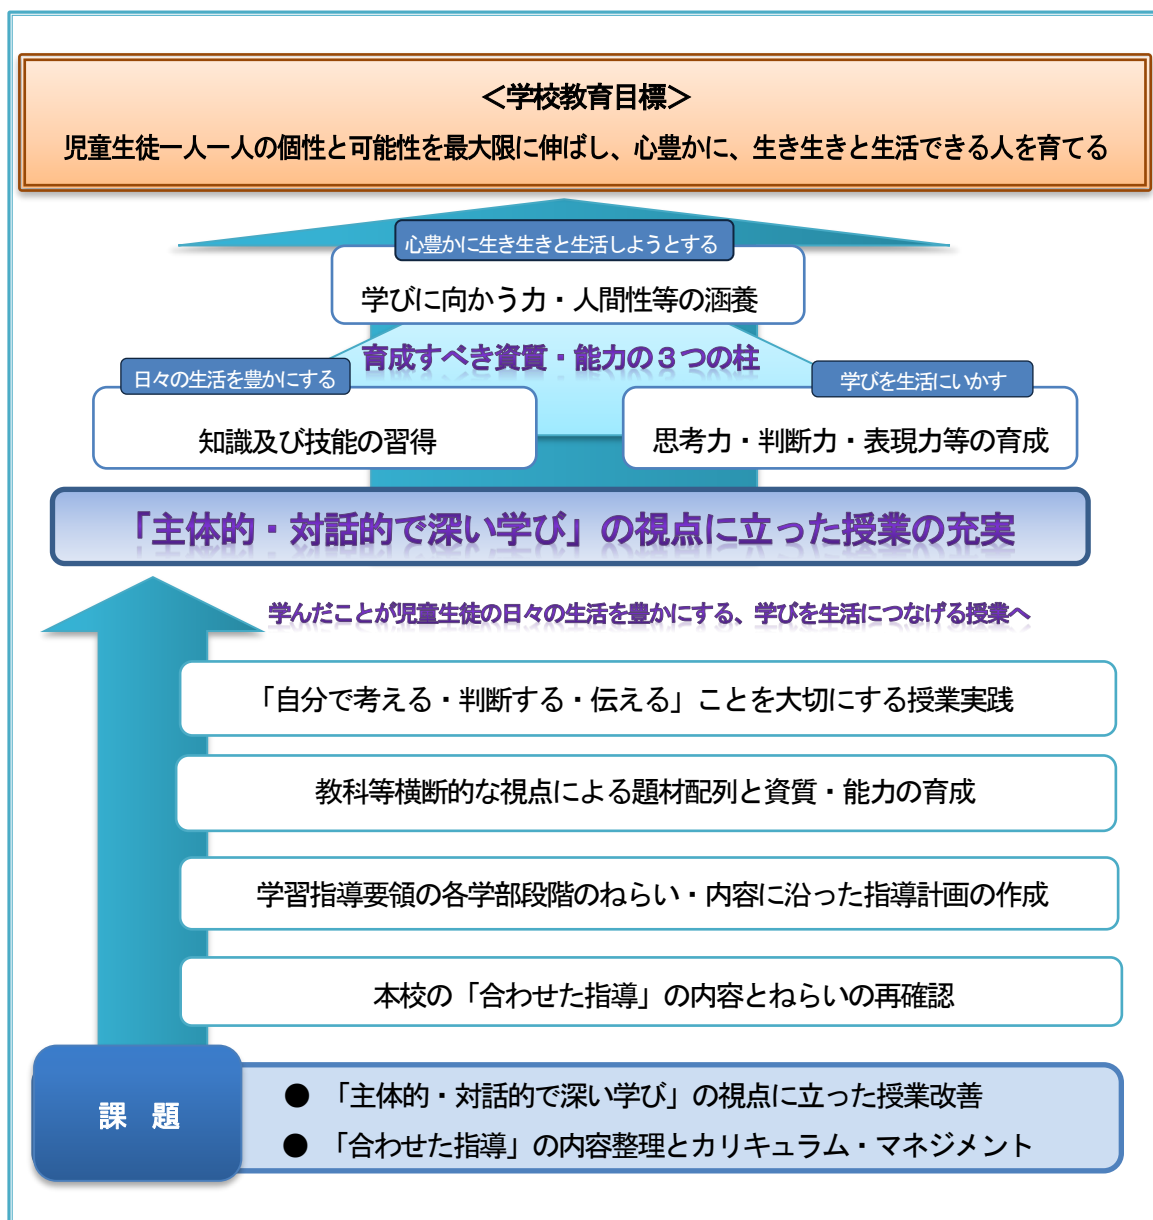 ＜学校教育目標＞
児童生徒一人一人の個性と可能性を最大限に伸ばし、心豊かに、生き生きと生活できる人を育てる
心豊かに生き生きと生活しようとする
学びに向かう力・人間性等の涵養
育成すべき資質・能力の３つの柱
日々の生活を豊かにする
学びを生活にいかす
知識及び技能の習得
思考力・判断力・表現力等の育成
「主体的・対話的で深い学び」の視点に立った授業の充実
学んだことが児童生徒の日々の生活を豊かにする、学びを生活につなげる授業へ
「自分で考える・判断する・伝える」ことを大切にする授業実践
教科等横断的な視点による題材配列と資質・能力の育成
学習指導要領の各学部段階のねらい・内容に沿った指導計画の作成
本校の「合わせた指導」の内容とねらいの再確認
課 題
● 「主体的・対話的で深い学び」の視点に立った授業改善
● 「合わせた指導」の内容整理とカリキュラム・マネジメント